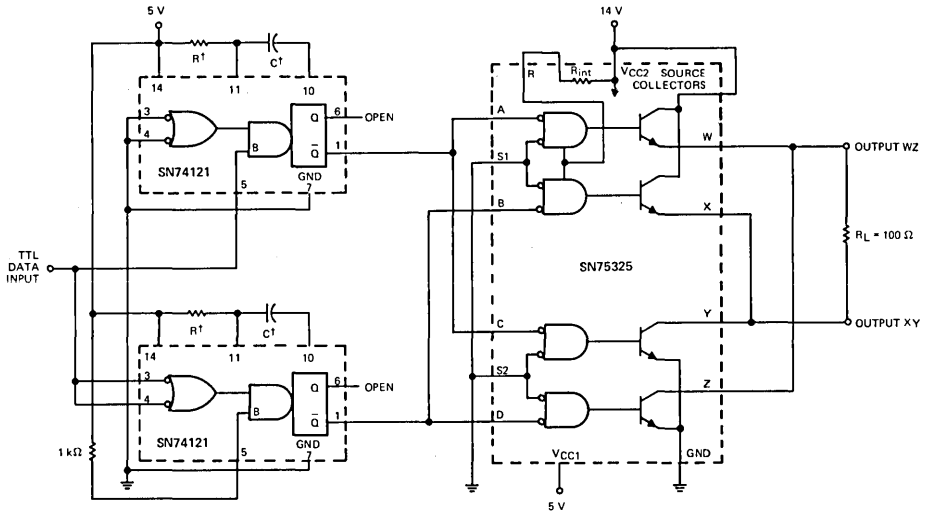 5 V
14 V
R†
C†
14
11
10
3
4
B
Q
Q̅
6
OPEN
1
SN74121
GND
5
7
R
Rint
VCC2 SOURCE
COLLECTORS
A
S1
B
W
X
OUTPUT WZ
RL = 100 Ω
SN75325
TTL
DATA
INPUT
R†
C†
14
11
10
3
4
B
Q
Q̅
6
OPEN
1
SN74121
GND
5
7
1 kΩ
C
S2
D
Y
Z
OUTPUT XY
VCC1
GND
5 V